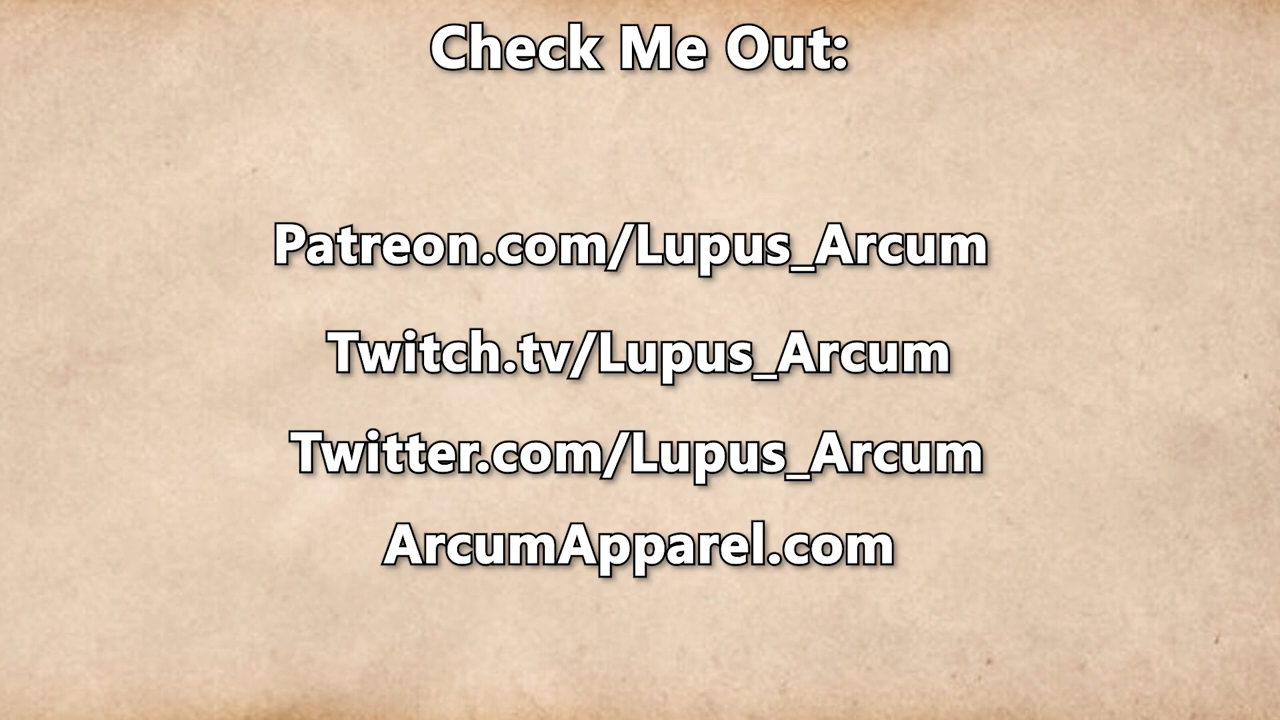 Check Me Out:
Patreon.com/Lupus_Arcum
Twitch.tv/Lupus_Arcum
Twitter.com/Lupus_Arcum
ArcumApparel.com